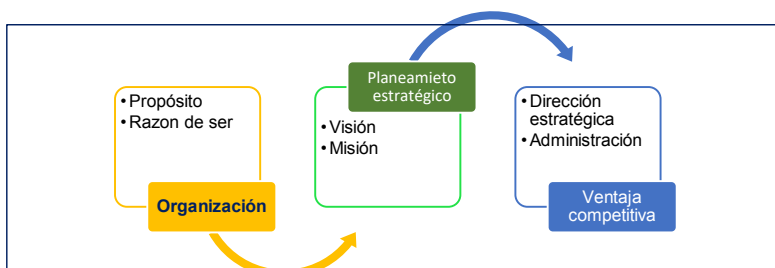 • Propósito
• Razon de ser
Organización
Planeamieto
estratégico
• Visión
• Misión
• Dirección
estratégica
• Administración
Ventaja
competitiva